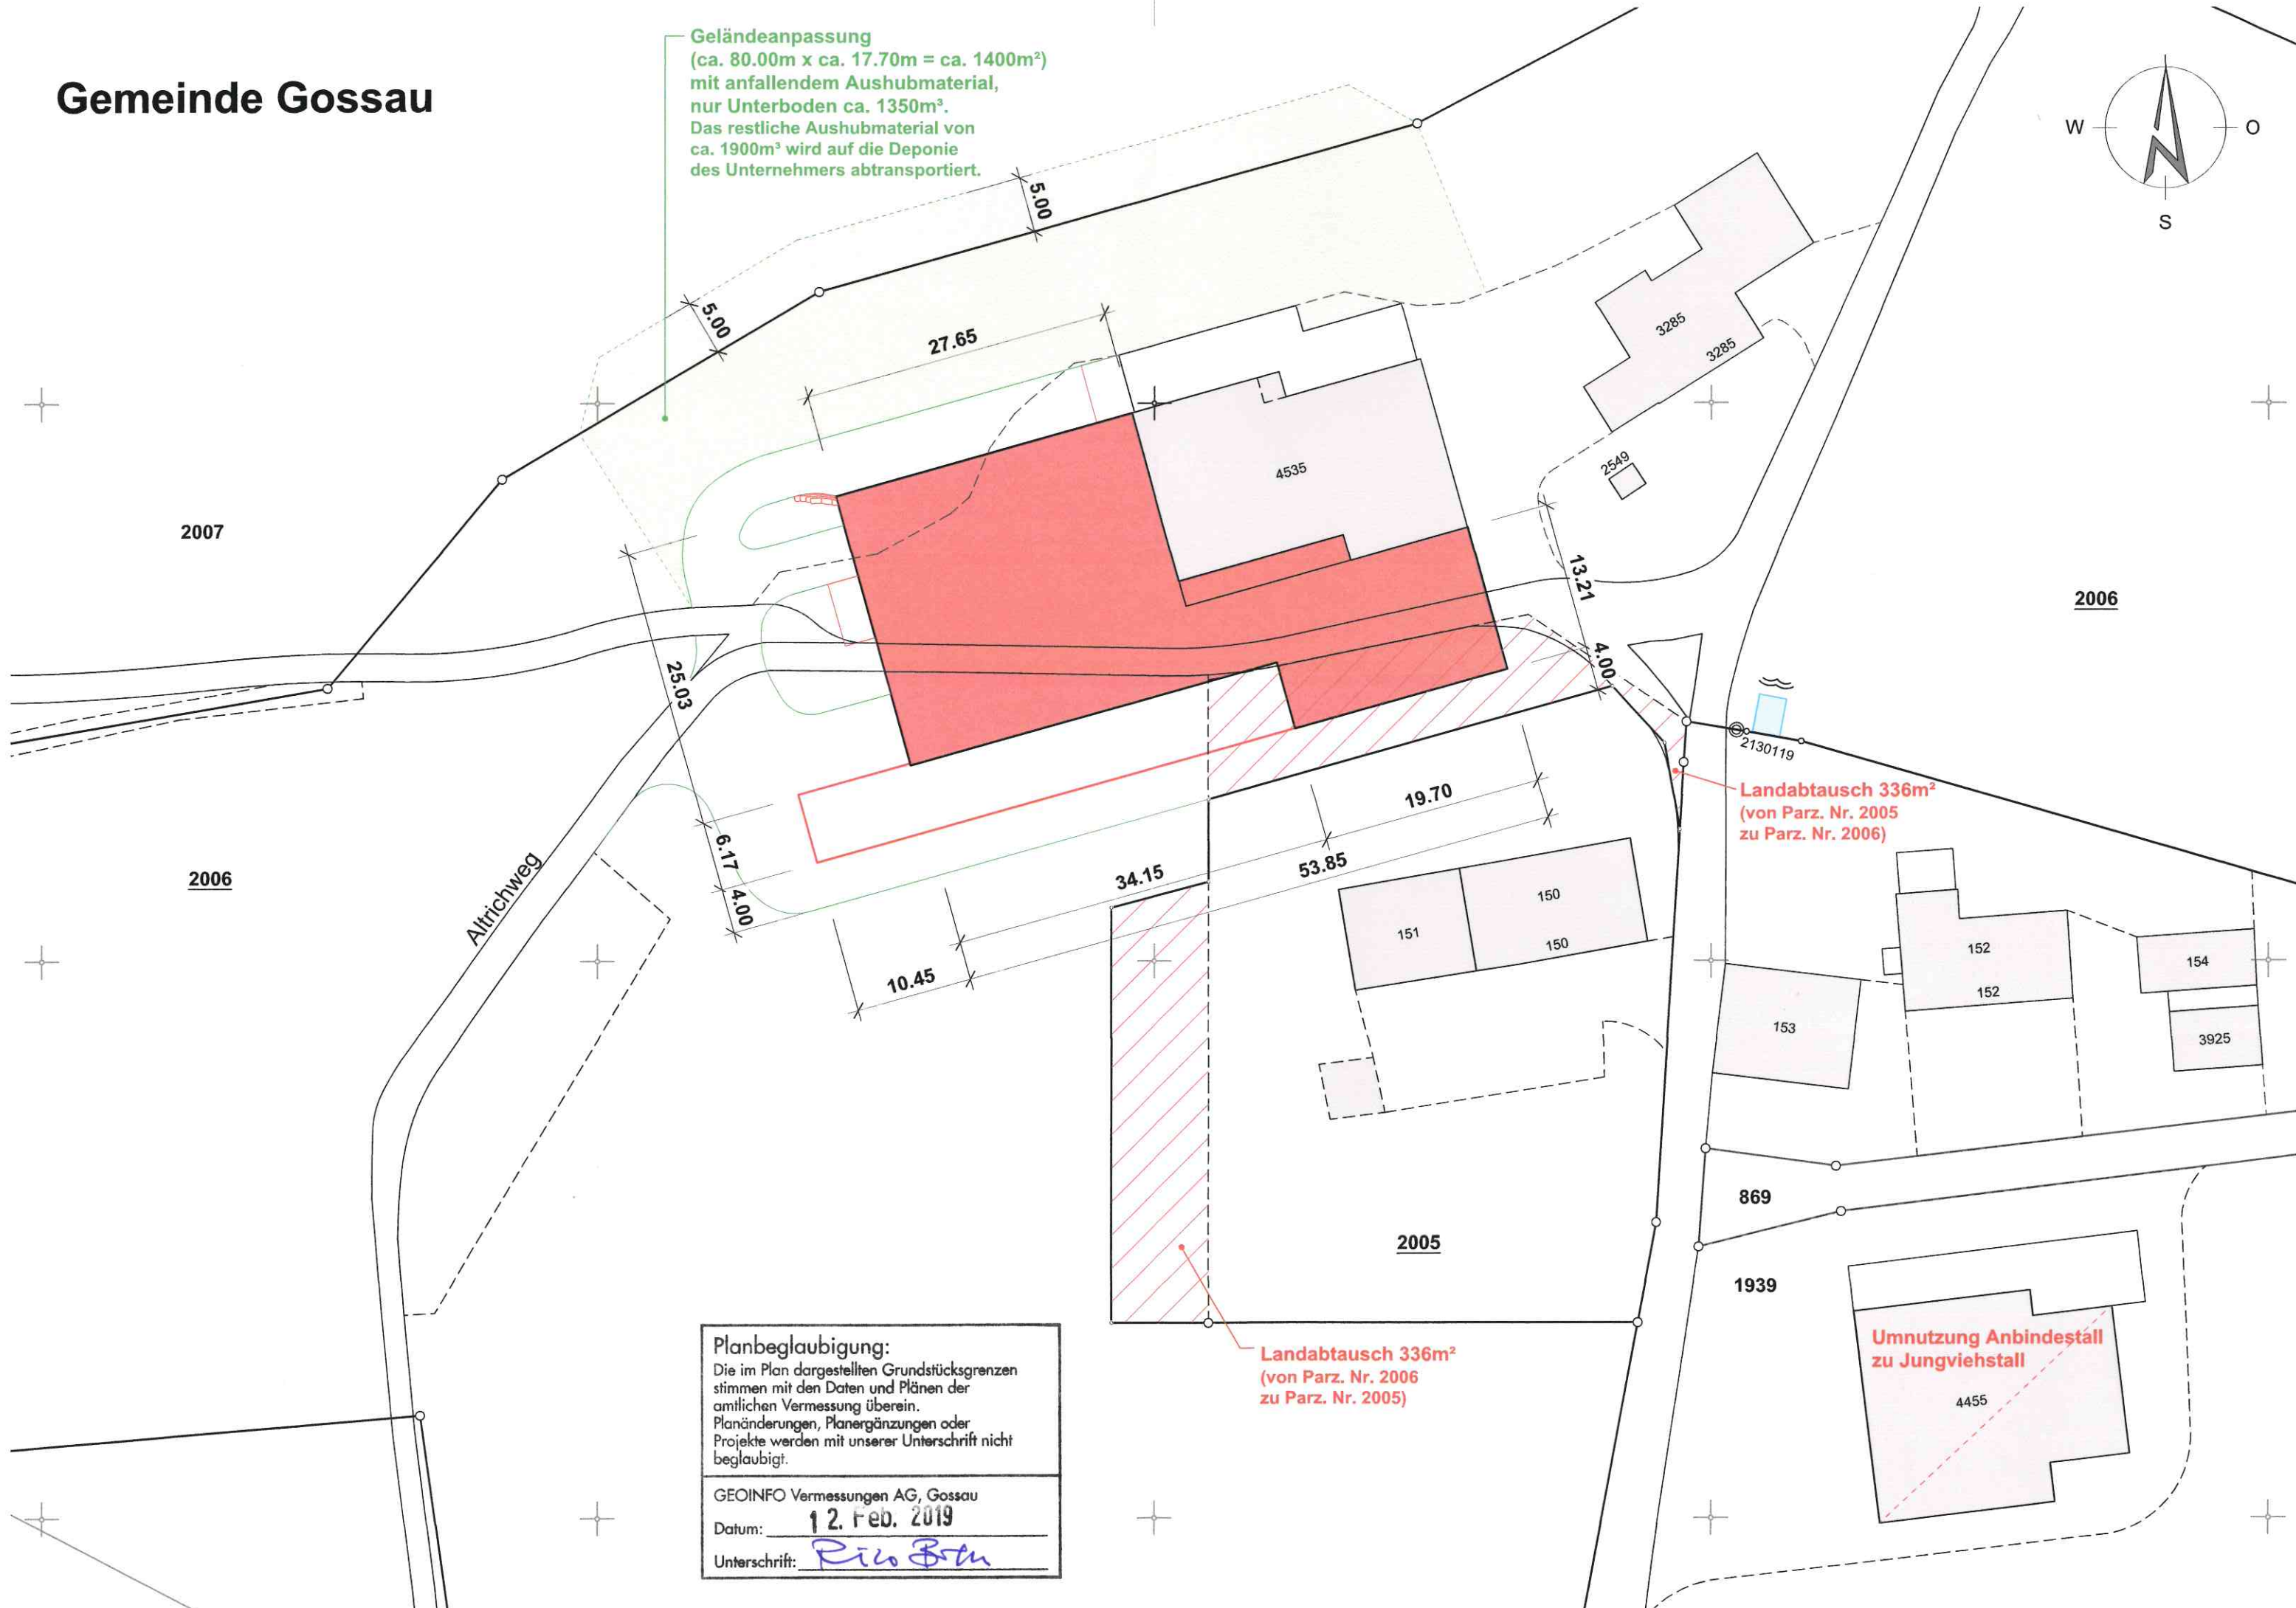 Geländeanpassung
(ca. 80.00m x ca. 17.70m = ca. 1400m²)
mit anfallendem Aushubmaterial,
nur Unterboden ca. 1350m³.
Das restliche Aushubmaterial von
ca. 1900m³ wird auf die Deponie
des Unternehmers abtransportiert.
Gemeinde Gossau
W
O
S
5.00
5.00
27.65
3285
3285
4535
2549
2007
13.21
2006
4.00
25.03
2130119
Landabtausch 336m²
(von Parz. Nr. 2005
zu Parz. Nr. 2006)
19.70
6.17
53.85
34.15
2006
4.00
Altrichweg
151
150
150
10.45
152
152
154
153
3925
869
2005
1939
Umnutzung Anbindestall
zu Jungviehstall
4455
Landabtausch 336m²
(von Parz. Nr. 2006
zu Parz. Nr. 2005)
Planbeglaubigung:
Die im Plan dargestellten Grundstücksgrenzen
stimmen mit den Daten und Plänen der
amtlichen Vermessung überein.
Planänderungen, Planergänzungen oder
Projekte werden mit unserer Unterschrift nicht
beglaubigt.
GEOINFO Vermessungen AG, Gossau
Datum: 12. Feb. 2019
Unterschrift: